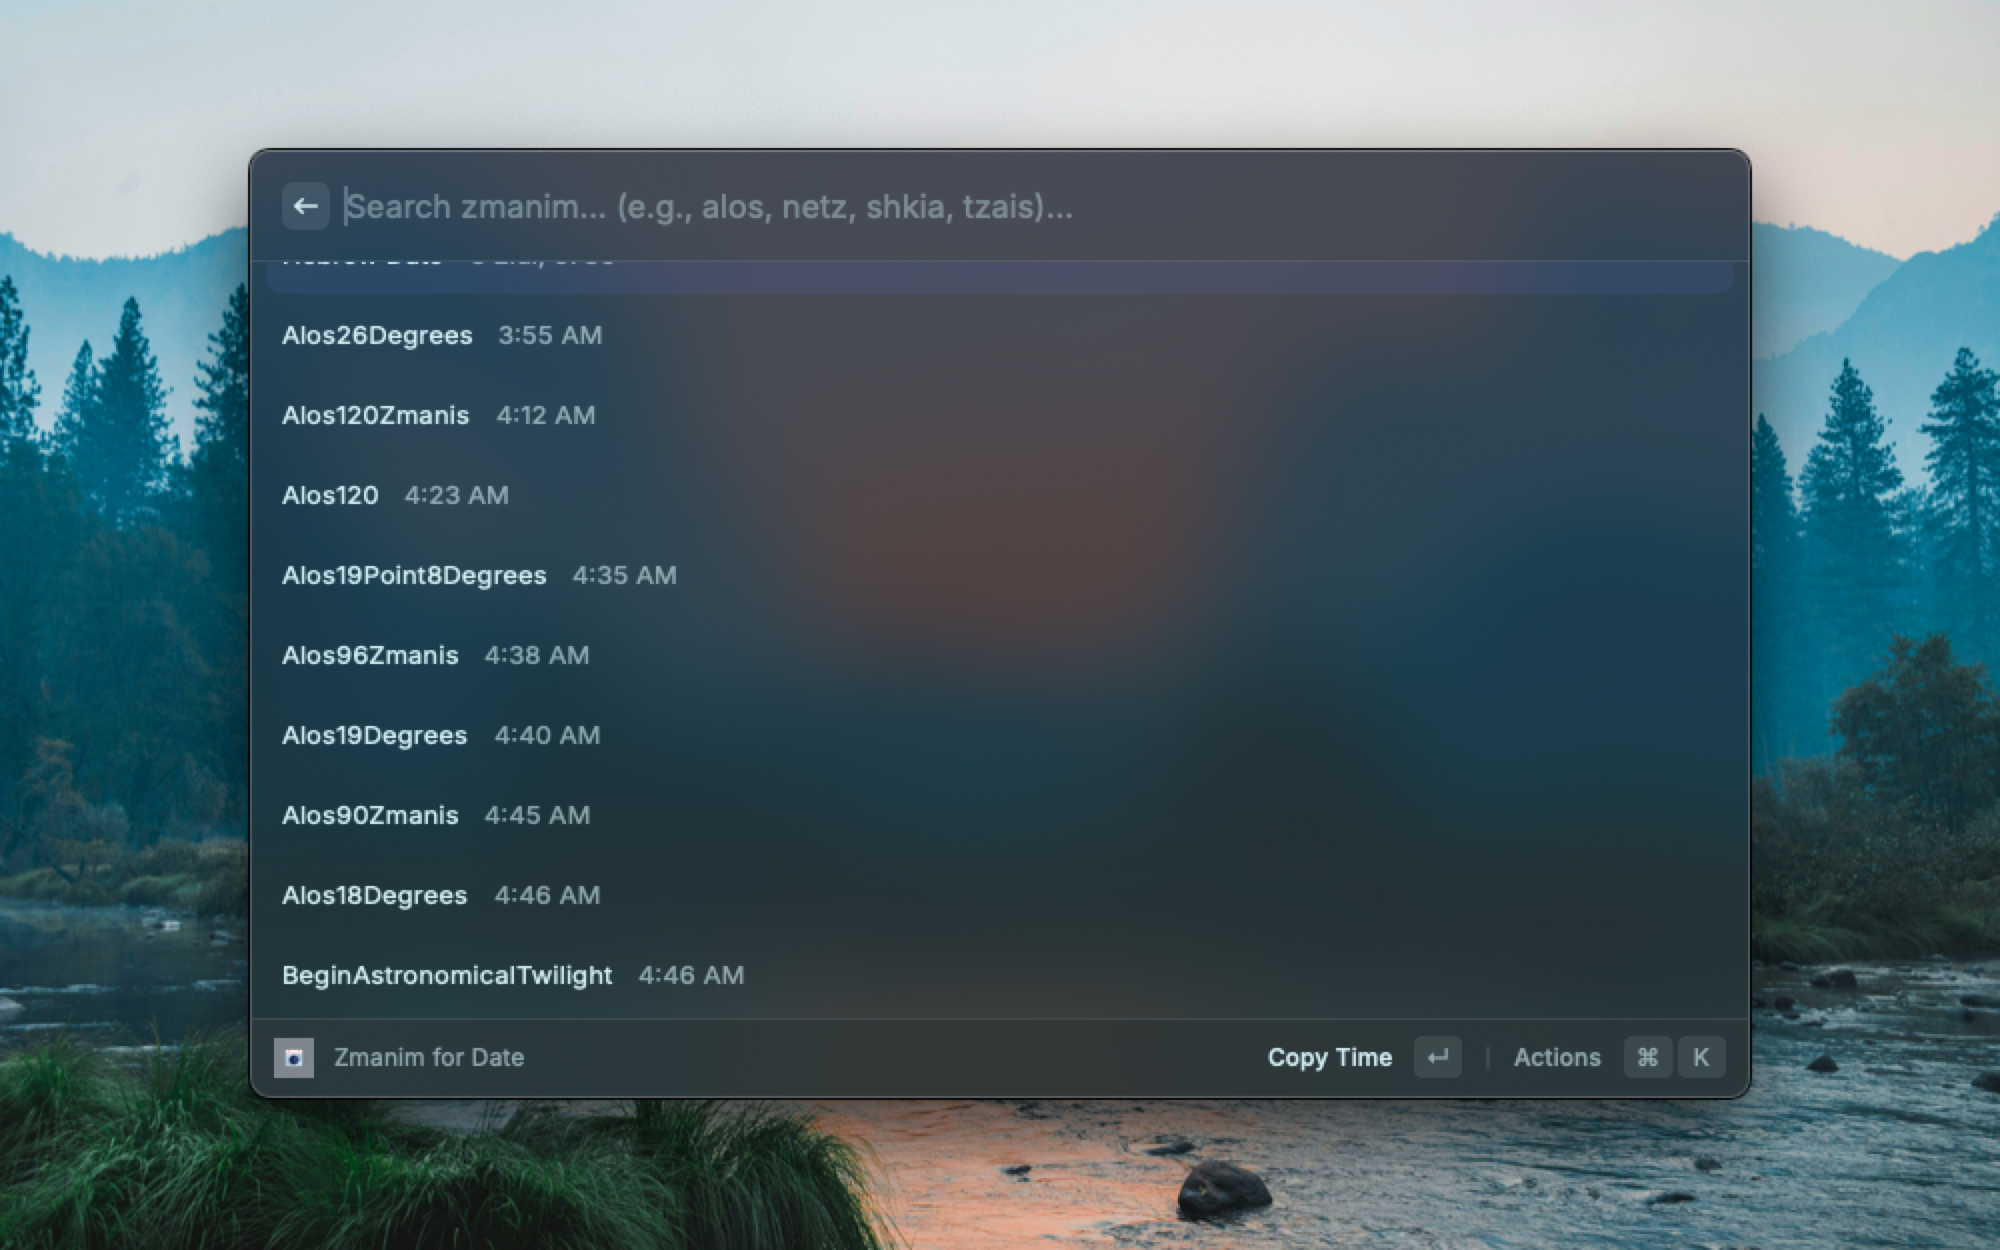 Search zmanim... (e.g., alos, netz, shkia, tzais)...
Hebrew Date
Alos26Degrees 3:55 AM
Alos120Zmanis 4:12 AM
Alos120 4:23 AM
Alos19Point8Degrees 4:35 AM
Alos96Zmanis 4:38 AM
Alos19Degrees 4:40 AM
Alos90Zmanis 4:45 AM
Alos18Degrees 4:46 AM
BeginAstronomicalTwilight 4:46 AM
Zmanim for Date Copy Time ↵ Actions ⌘ K